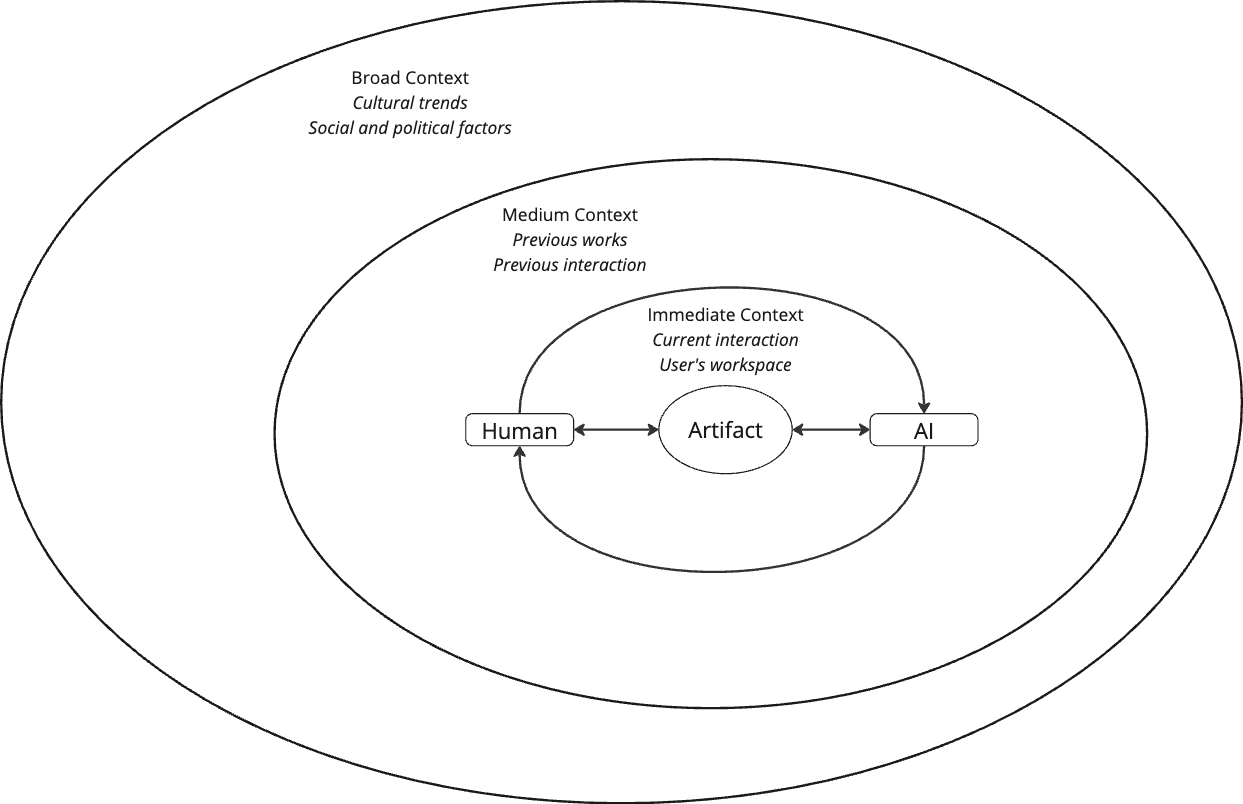 Broad Context
Cultural trends
Social and political factors
Medium Context
Previous works
Previous interaction
Immediate Context
Current interaction
User's workspace
Human
Artifact
AI